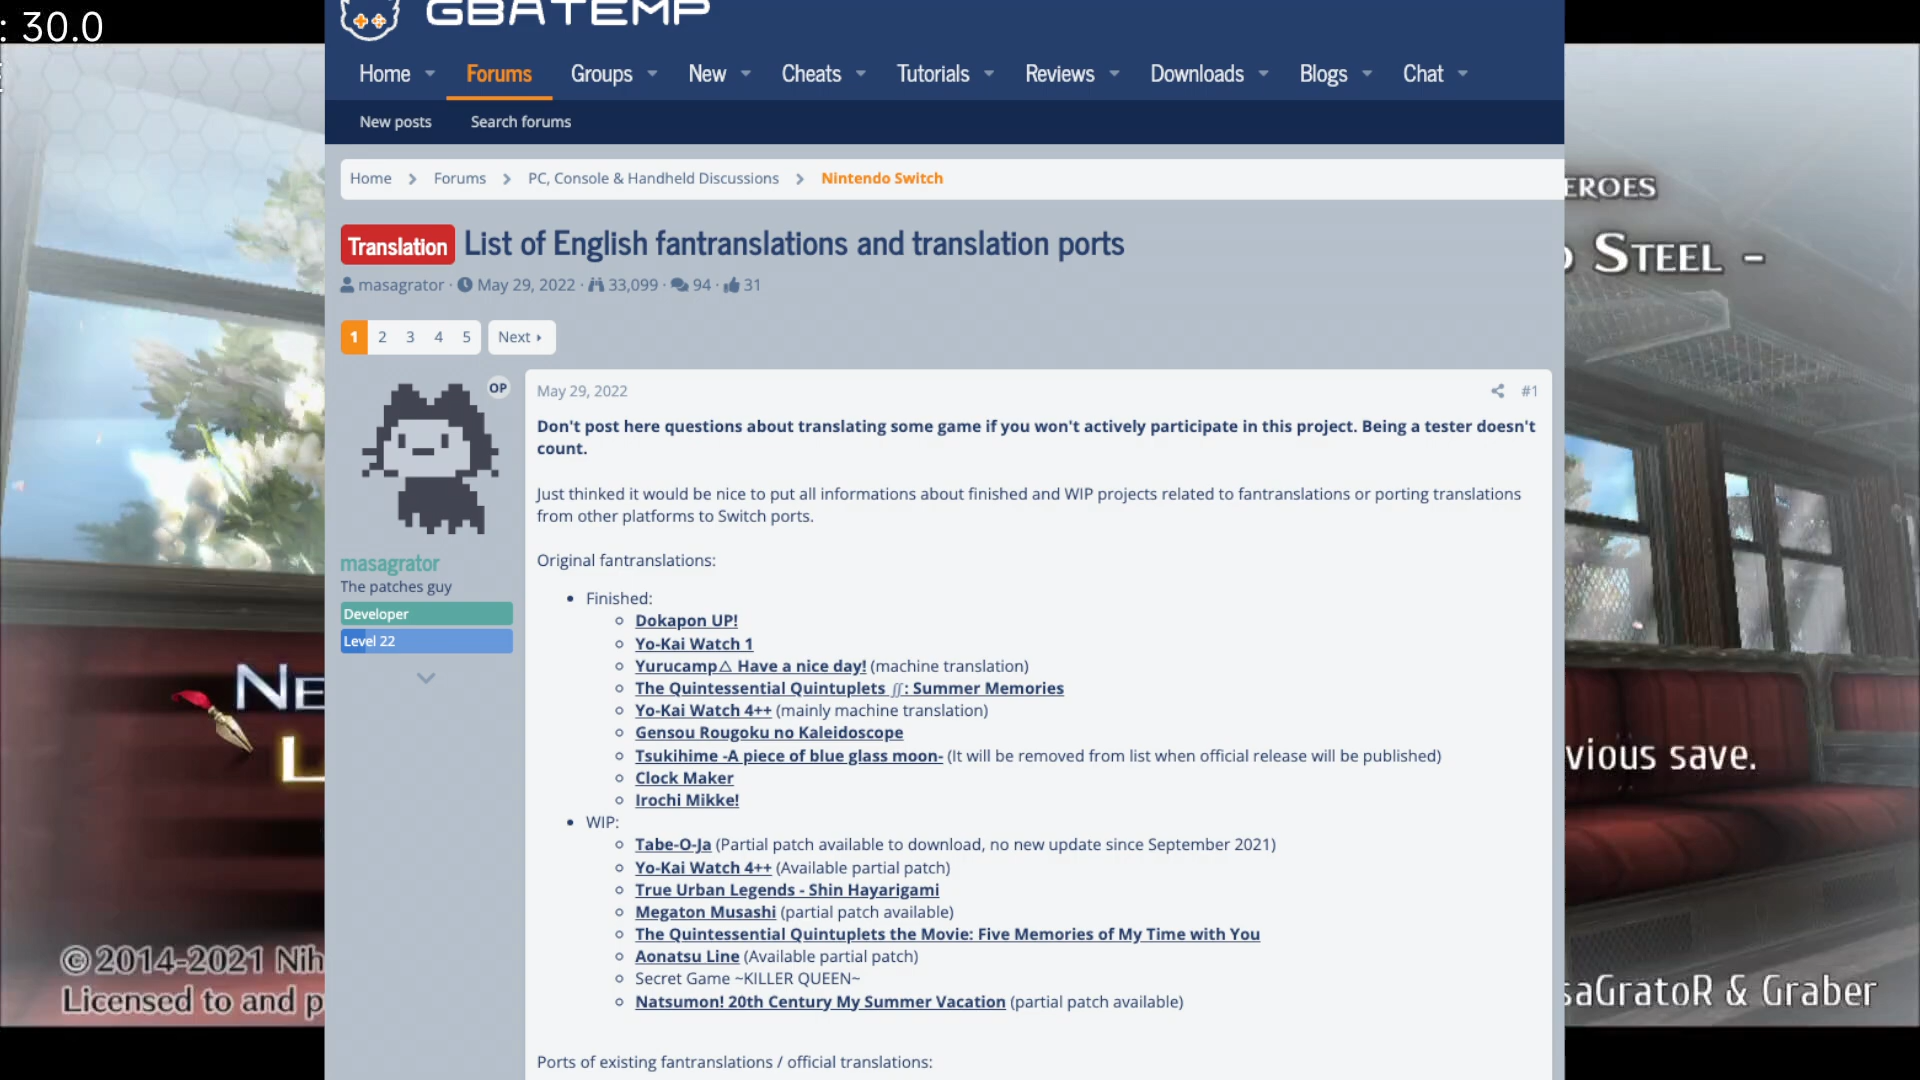 : 30.0
GBATEMP
Home
Forums
Groups
New
Cheats
Tutorials
Reviews
Downloads
Blogs
Chat
New posts
Search forums
Home
Forums
PC, Console & Handheld Discussions
Nintendo Switch
EROES
STEEL -
Translation List of English fantranslations and translation ports
masagrator · May 29, 2022 · 33,099 · 94 · 31
1 2 3 4 5 Next
OP
masagrator
The patches guy
Developer
Level 22
May 29, 2022
#1
Don't post here questions about translating some game if you won't actively participate in this project. Being a tester doesn't
count.
Just thinked it would be nice to put all informations about finished and WIP projects related to fantranslations or porting translations
from other platforms to Switch ports.
Original fantranslations:
Finished:
Dokapon UP!
Yo-Kai Watch 1
Yurucamp△ Have a nice day! (machine translation)
The Quintessential Quintuplets ∬: Summer Memories
Yo-Kai Watch 4++ (mainly machine translation)
Gensou Rougoku no Kaleidoscope
Tsukihime -A piece of blue glass moon- (It will be removed from list when official release will be published)
Clock Maker
Irochi Mikke!
WIP:
Tabe-O-Ja (Partial patch available to download, no new update since September 2021)
Yo-Kai Watch 4++ (Available partial patch)
True Urban Legends - Shin Hayarigami
Megaton Musashi (partial patch available)
The Quintessential Quintuplets the Movie: Five Memories of My Time with You
Aonatsu Line (Available partial patch)
Secret Game ~KILLER QUEEN~
Natsumon! 20th Century My Summer Vacation (partial patch available)
Ports of existing fantranslations / official translations:
NE
L
vious save.
©2014-2021 Nih
Licensed to and p
saGratoR & Graber